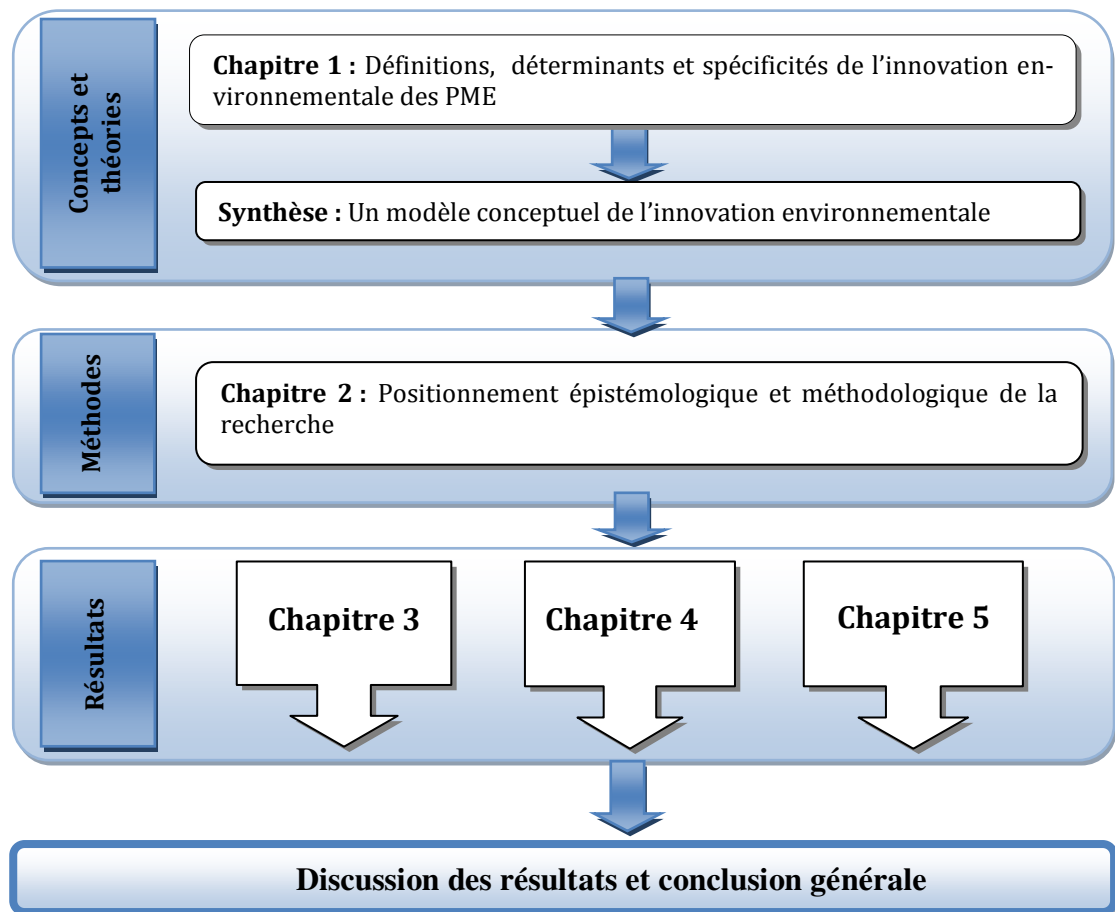 Concepts et
théories
Chapitre 1 : Définitions, déterminants et spécificités de l’innovation en-
vironnementale des PME
Synthèse : Un modèle conceptuel de l’innovation environnementale
Méthodes
Chapitre 2 : Positionnement épistémologique et méthodologique de la
recherche
Résultats
Chapitre 3
Chapitre 4
Chapitre 5
Discussion des résultats et conclusion générale